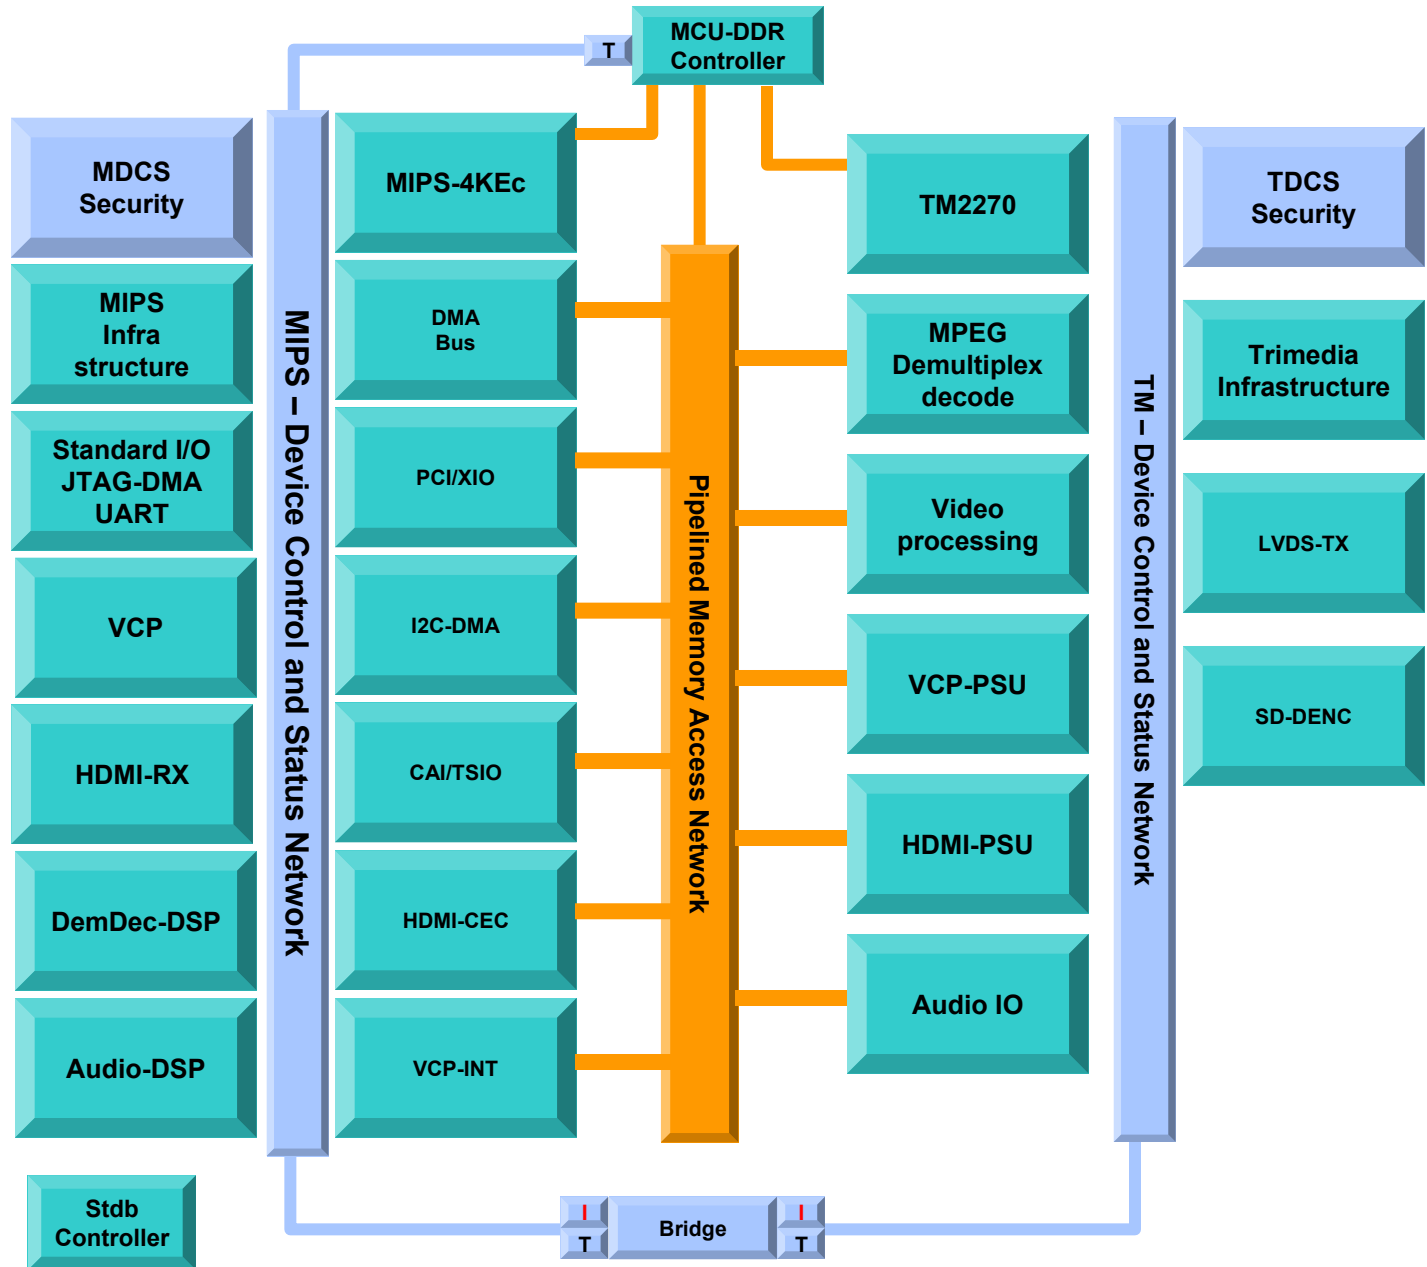 MCU-DDR
Controller
T
MDCS
Security
MIPS
Infra
structure
Standard I/O
JTAG-DMA
UART
VCP
HDMI-RX
DemDec-DSP
Audio-DSP
Stdb
Controller
MIPS – Device Control and Status Network
MIPS-4KEc
DMA
Bus
PCI/XIO
I2C-DMA
CAI/TSIO
HDMI-CEC
VCP-INT
Pipelined Memory Access Network
TM2270
MPEG
Demultiplex
decode
Video
processing
VCP-PSU
HDMI-PSU
Audio IO
TM – Device Control and Status Network
TDCS
Security
Trimedia
Infrastructure
LVDS-TX
SD-DENC
I
T
Bridge
I
T